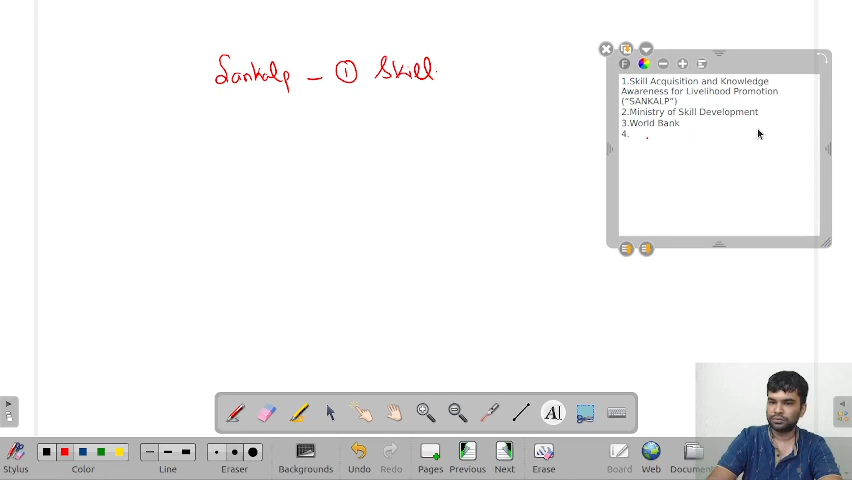 Sankalp - ① Skill
1.Skill Acquisition and Knowledge
Awareness for Livelihood Promotion
("SANKALP")
2.Ministry of Skill Development
3.World Bank
4.
Stylus
Color
Line
Eraser
Backgrounds
Undo
Redo
Pages
Previous
Next
Erase
Board
Web
Documen